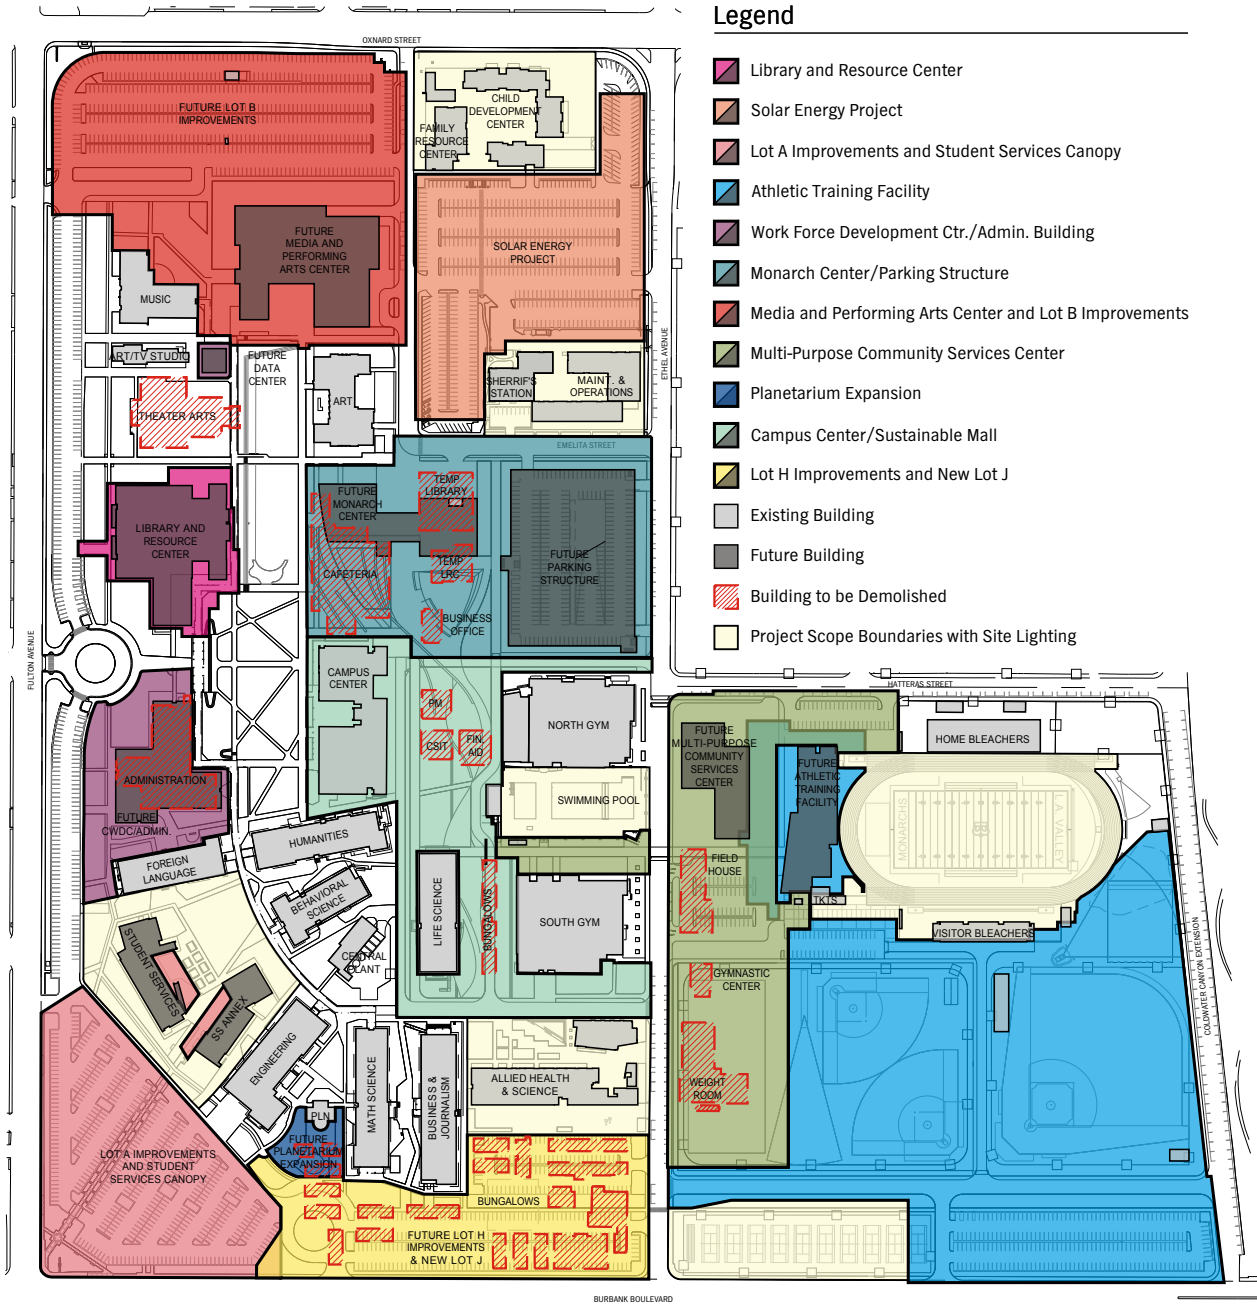 Legend
Library and Resource Center
Solar Energy Project
Lot A Improvements and Student Services Canopy
Athletic Training Facility
Work Force Development Ctr./Admin. Building
Monarch Center/Parking Structure
Media and Performing Arts Center and Lot B Improvements
Multi-Purpose Community Services Center
Planetarium Expansion
Campus Center/Sustainable Mall
Lot H Improvements and New Lot J
Existing Building
Future Building
Building to be Demolished
Project Scope Boundaries with Site Lighting
OXNARD STREET
FUTURE LOT B
IMPROVEMENTS
CHILD
DEVELOPMENT
CENTER
FAMILY
RESOURCE
CENTER
FUTURE
MEDIA AND
PERFORMING
ARTS CENTER
SOLAR ENERGY
PROJECT
MUSIC
ETHEL AVENUE
ART/TV STUDIO
FUTURE
DATA
CENTER
SHERRIF'S
STATION
MAINT. &
OPERATIONS
ART
THEATER ARTS
EMELITA STREET
TEMP
LIBRARY
FUTURE
MONARCH
CENTER
LIBRARY AND
RESOURCE
CENTER
FUTURE
PARKING
STRUCTURE
CAFETERIA
TEMP
LRC
BUSINESS
OFFICE
FULTON AVENUE
CAMPUS
CENTER
HATTERAS STREET
PM
CSIT
FIN.
AID
NORTH GYM
FUTURE
MULTI-PURPOSE
COMMUNITY
SERVICES
CENTER
HOME BLEACHERS
FUTURE
ATHLETIC
TRAINING
FACILITY
ADMINISTRATION
FUTURE
CWDC/ADMIN.
SWIMMING POOL
MONARCHS
L.A. VALLEY
HUMANITIES
FOREIGN
LANGUAGE
FIELD
HOUSE
BEHAVIORAL
SCIENCE
LIFE SCIENCE
BUNGALOWS
SOUTH GYM
TKTS
VISITOR BLEACHERS
STUDENT SERVICES
CENTRAL
PLANT
COLDWATER CANYON EXTENSION
GYMNASTIC
CENTER
SS ANNEX
ENGINEERING
MATH SCIENCE
BUSINESS &
JOURNALISM
ALLIED HEALTH
& SCIENCE
WEIGHT
ROOM
PLN
FUTURE
PLANETARIUM
EXPANSION
LOT A IMPROVEMENTS
AND STUDENT
SERVICES CANOPY
BUNGALOWS
FUTURE LOT H
IMPROVEMENTS
& NEW LOT J
BURBANK BOULEVARD